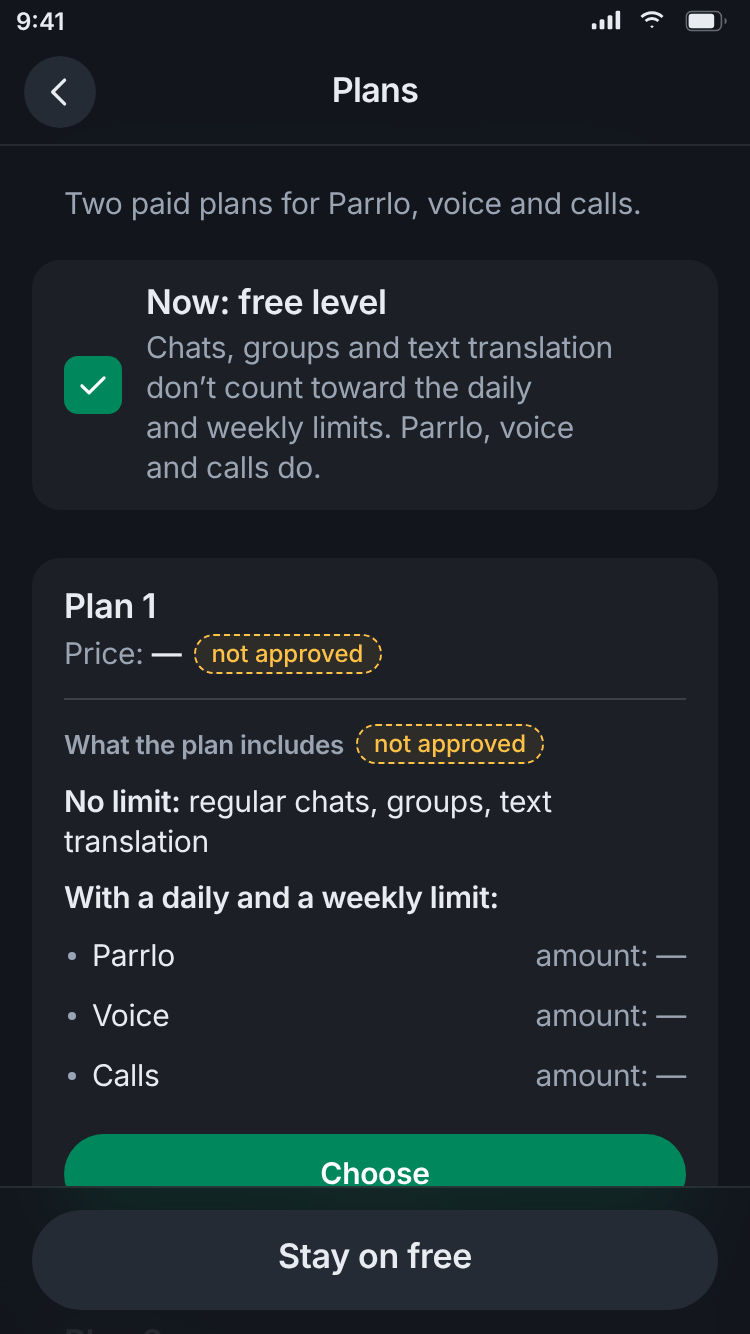 9:41
Plans
Two paid plans for Parrlo, voice and calls.
Now: free level
Chats, groups and text translation
don’t count toward the daily
and weekly limits. Parrlo, voice
and calls do.
Plan 1
Price: — not approved
What the plan includes not approved
No limit: regular chats, groups, text
translation
With a daily and a weekly limit:
• Parrlo amount: —
• Voice amount: —
• Calls amount: —
Choose
Stay on free